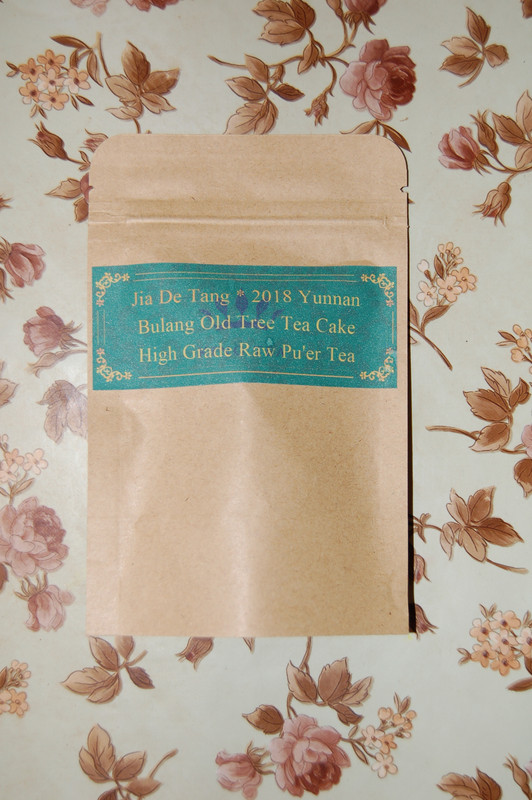 Jia De Tang * 2018 Yunnan
Bulang Old Tree Tea Cake
High Grade Raw Pu'er Tea